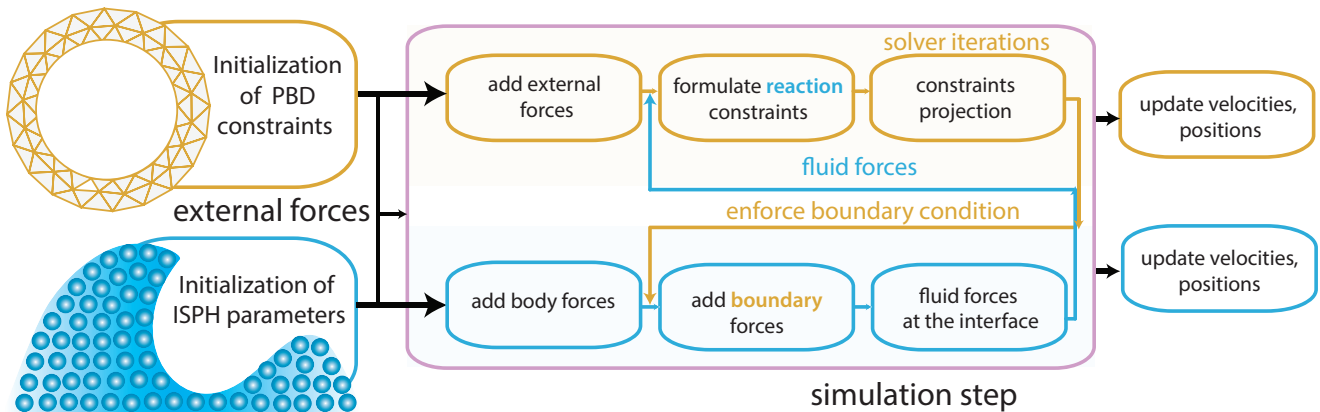 Initialization
of PBD
constraints
external forces
Initialization of
ISPH parameters
solver iterations
add external
forces
formulate reaction
constraints
constraints
projection
fluid forces
enforce boundary condition
add body forces
add boundary
forces
fluid forces
at the interface
simulation step
update velocities,
positions
update velocities,
positions